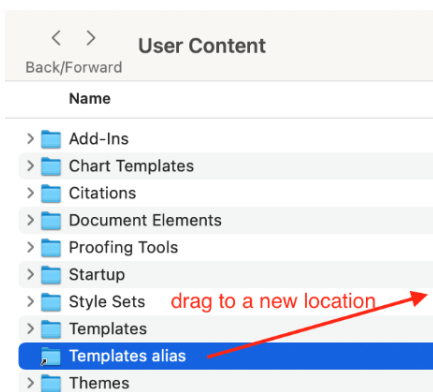 User Content
Back/Forward
Name
Add-Ins
Chart Templates
Citations
Document Elements
Proofing Tools
Startup
Style Sets drag to a new location
Templates
Templates alias
Themes